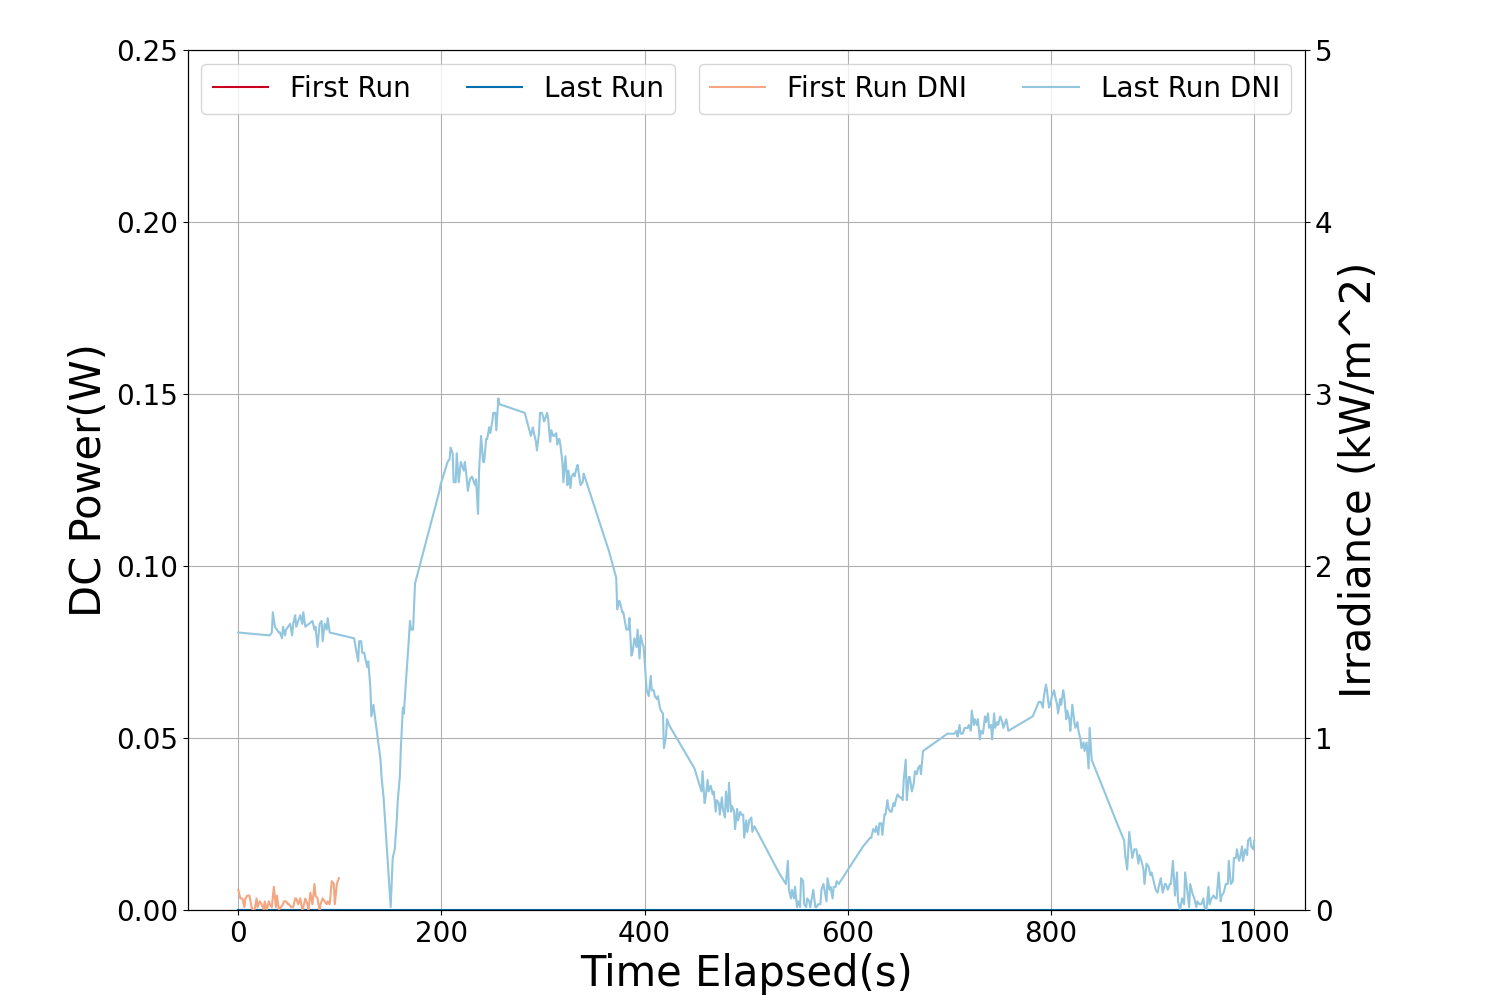 First Run
Last Run
First Run DNI
Last Run DNI
DC Power(W)
0.25
0.20
0.15
0.10
0.05
0.00
5
4
3
2
1
0
Irradiance (kW/m^2)
0 200 400 600 800 1000
Time Elapsed(s)